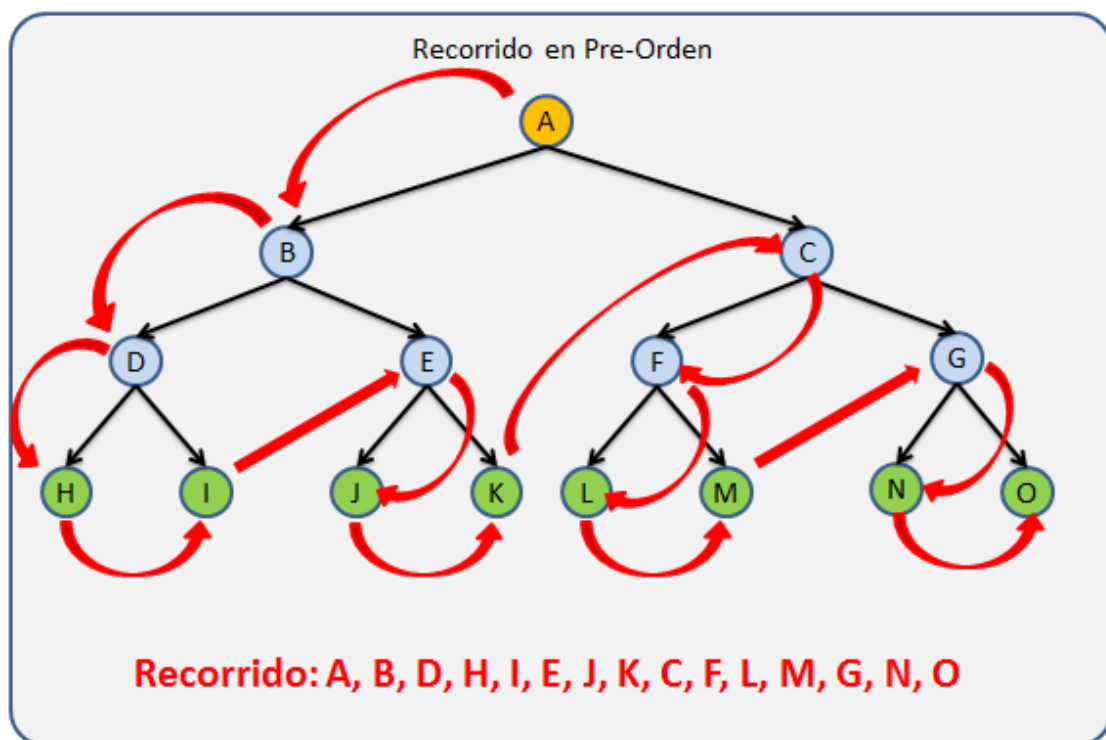 Recorrido en Pre-Orden
A
B
C
D
E
F
G
H
I
J
K
L
M
N
O
Recorrido: A, B, D, H, I, E, J, K, C, F, L, M, G, N, O